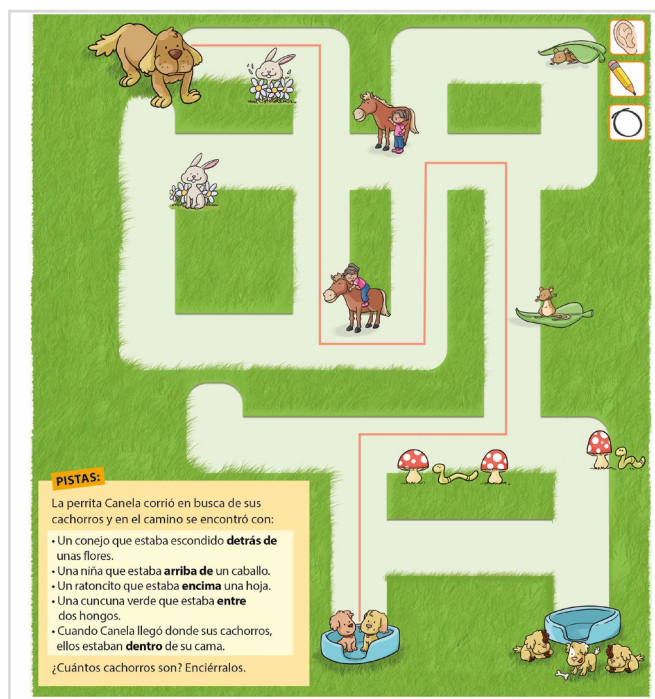 PISTAS:
La perrita Canela corrió en busca de sus
cachorros y en el camino se encontró con:
• Un conejo que estaba escondido detrás de
unas flores.
• Una niña que estaba arriba de un caballo.
• Un ratoncito que estaba encima una hoja.
• Una cuncuna verde que estaba entre
dos hongos.
• Cuando Canela llegó donde sus cachorros,
ellos estaban dentro de su cama.
¿Cuántos cachorros son? Enciérralos.